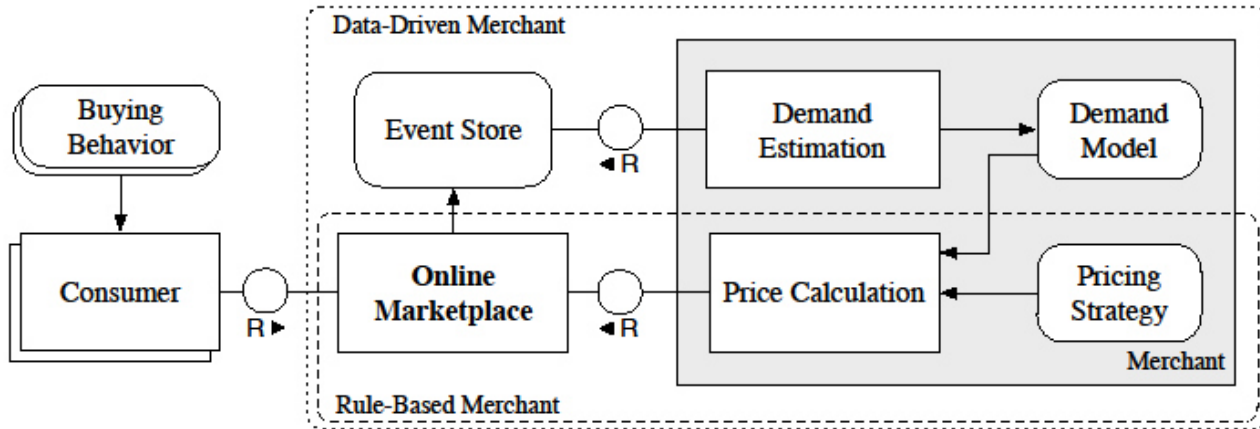 Data-Driven Merchant
Buying
Behavior
Event Store
R
Demand
Estimation
Demand
Model
Consumer
R
Online
Marketplace
R
Price Calculation
Pricing
Strategy
Merchant
Rule-Based Merchant